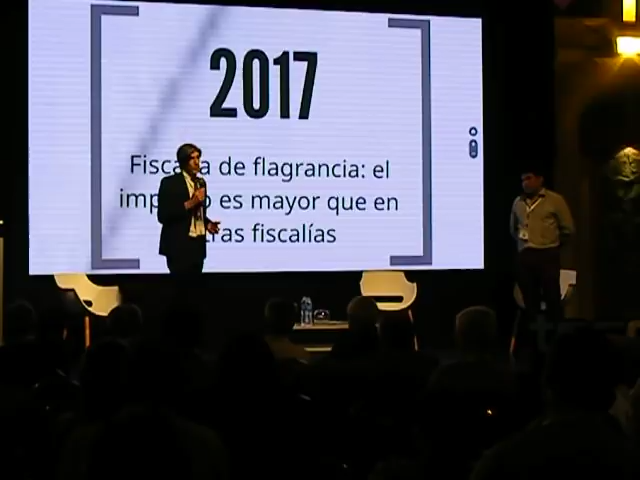 2017
de flagrancia: el
es mayor que en
fiscalías